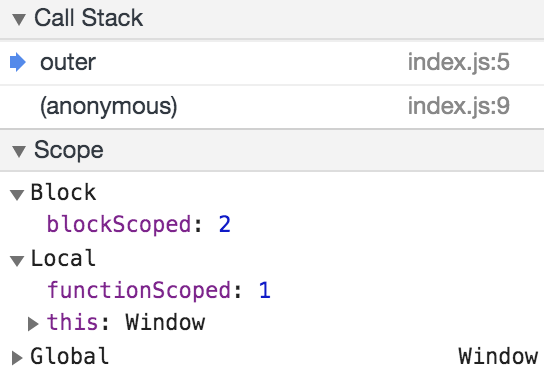 Call Stack
outer index.js:5
(anonymous) index.js:9
Scope
Block
blockScoped: 2
Local
functionScoped: 1
this: Window
Global Window